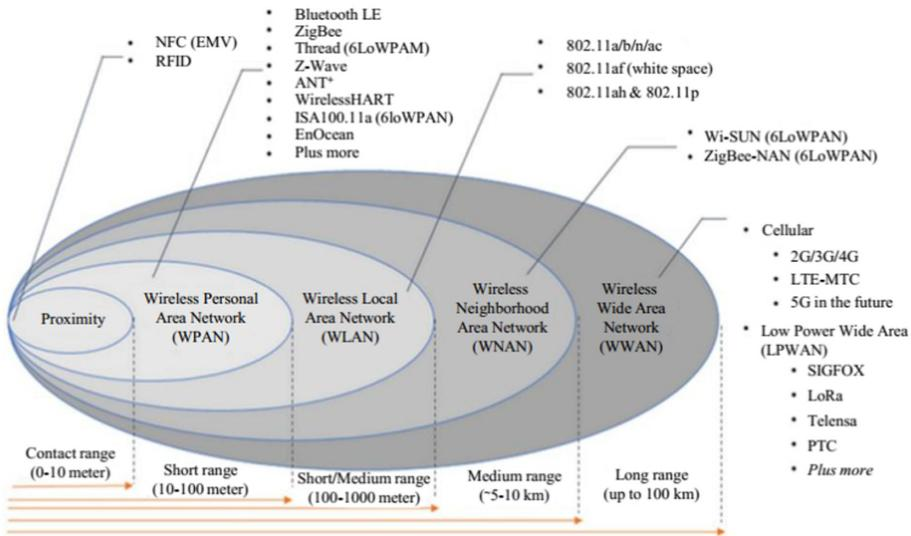 • NFC (EMV)
• RFID
• Bluetooth LE
• ZigBee
• Thread (6LoWPAM)
• Z-Wave
• ANT⁺
• WirelessHART
• ISA100.11a (6loWPAN)
• EnOcean
• Plus more
• 802.11a/b/n/ac
• 802.11af (white space)
• 802.11ah & 802.11p
• Wi-SUN (6LoWPAN)
• ZigBee-NAN (6LoWPAN)
• Cellular
• 2G/3G/4G
• LTE-MTC
• 5G in the future
• Low Power Wide Area
(LPWAN)
• SIGFOX
• LoRa
• Telensa
• PTC
• Plus more
Proximity
Wireless Personal
Area Network
(WPAN)
Wireless Local
Area Network
(WLAN)
Wireless
Neighborhood
Area Network
(WNAN)
Wireless
Wide Area
Network
(WWAN)
Contact range
(0-10 meter)
Short range
(10-100 meter)
Short/Medium range
(100-1000 meter)
Medium range
(~5-10 km)
Long range
(up to 100 km)